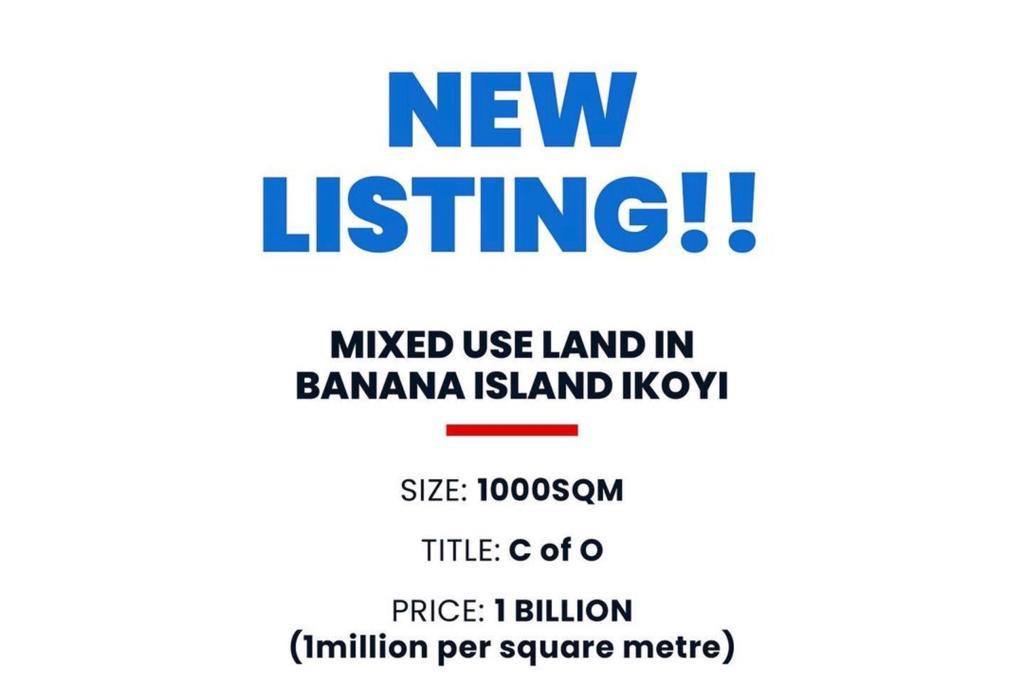 NEW
LISTING!!
MIXED USE LAND IN
BANANA ISLAND IKOYI
SIZE: 1000SQM
TITLE: C of O
PRICE: 1 BILLION
(1million per square metre)